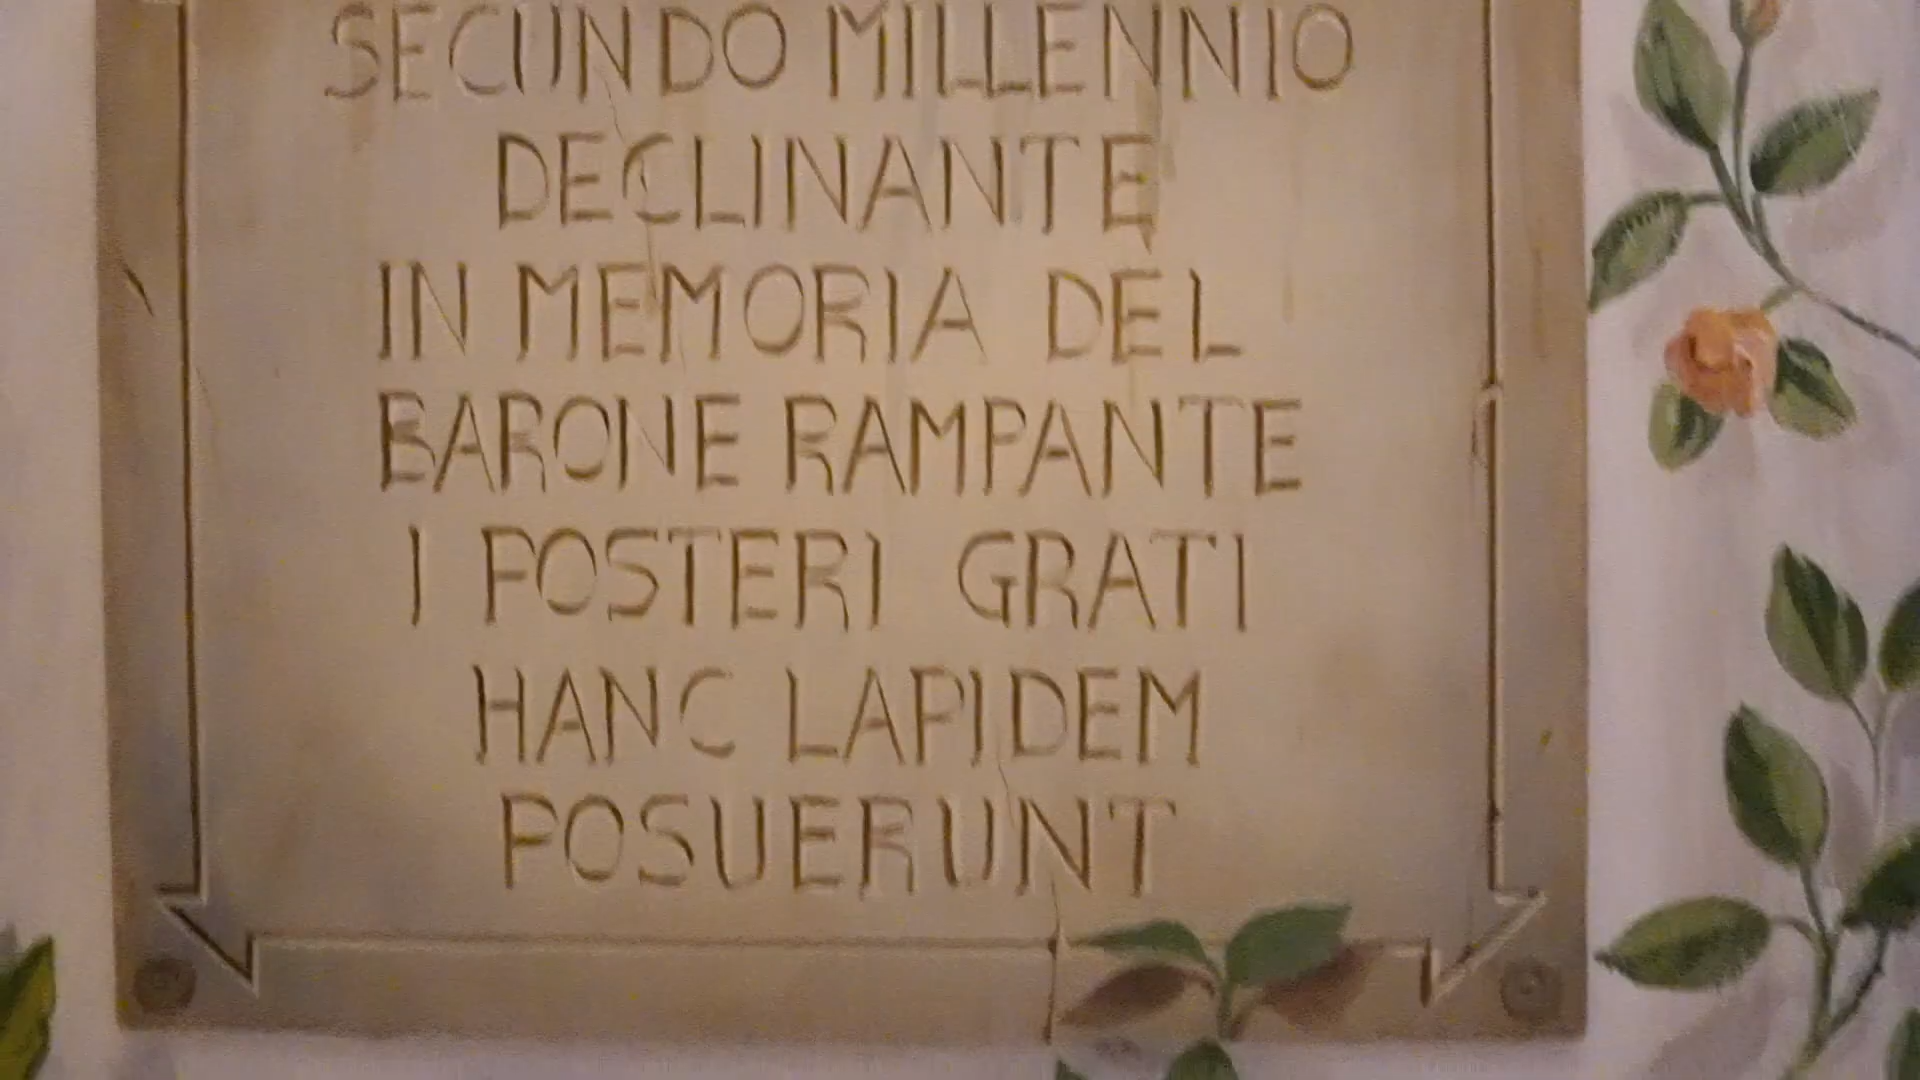 SECUNDO MILLENNIO
DECLINANTE
IN MEMORIA DEL
BARONE RAMPANTE
I POSTERI GRATI
HANC LAPIDEM
POSUERUNT